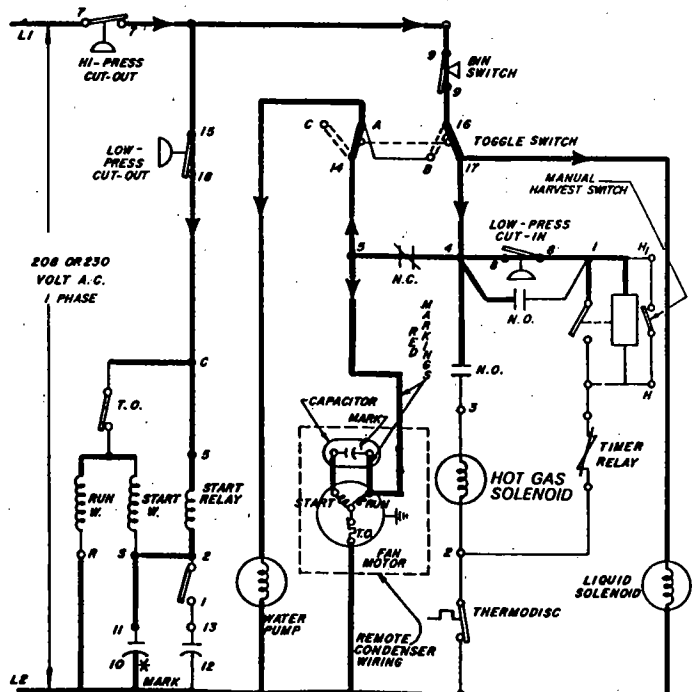 L1
7
7
HI-PRESS
CUT-OUT
9
9
BIN
SWITCH
15
LOW-
PRESS
CUT-OUT
18
C
A
16
TOGGLE SWITCH
14
B
17
MANUAL
HARVEST SWITCH
208 OR 230
VOLT A.C.
1 PHASE
LOW-PRESS
CUT-IN
5
4
6
6
1
H1
N.C.
N.O.
RED
MARKINGS
N.O.
H
C
T.O.
3
CAPACITOR
MARK
5
TIMER
RELAY
RUN
W.
START
W.
START
RELAY
HOT GAS
SOLENOID
START
RUN
T.O.
FAN
MOTOR
R
S
2
2
LIQUID
SOLENOID
1
WATER
PUMP
THERMODISC
11
13
REMOTE
CONDENSER
WIRING
10
*
12
L2
MARK